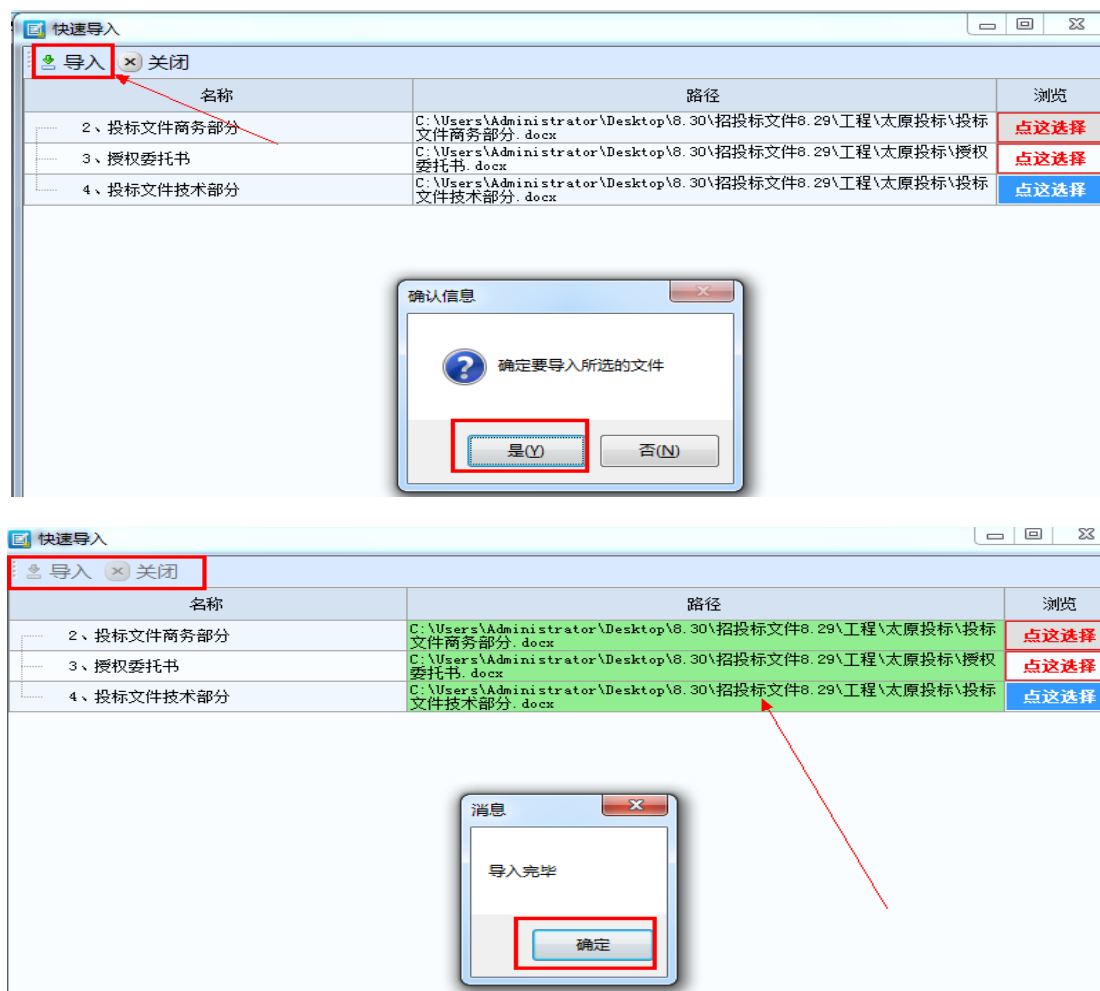 快速导入
导入 关闭
名称 路径 浏览
2、投标文件商务部分 C:\Users\Administrator\Desktop\8.30\招投标文件8.29\工程\太原投标\投标 点这选择
文件商务部分.docx
3、授权委托书 C:\Users\Administrator\Desktop\8.30\招投标文件8.29\工程\太原投标\授权 点这选择
委托书.docx
4、投标文件技术部分 C:\Users\Administrator\Desktop\8.30\招投标文件8.29\工程\太原投标\投标 点这选择
文件技术部分.docx
确认信息
确定要导入所选的文件
是(Y) 否(N)
快速导入
导入 关闭
名称 路径 浏览
2、投标文件商务部分 C:\Users\Administrator\Desktop\8.30\招投标文件8.29\工程\太原投标\投标 点这选择
文件商务部分.docx
3、授权委托书 C:\Users\Administrator\Desktop\8.30\招投标文件8.29\工程\太原投标\授权 点这选择
委托书.docx
4、投标文件技术部分 C:\Users\Administrator\Desktop\8.30\招投标文件8.29\工程\太原投标\投标 点这选择
文件技术部分.docx
消息
导入完毕
确定